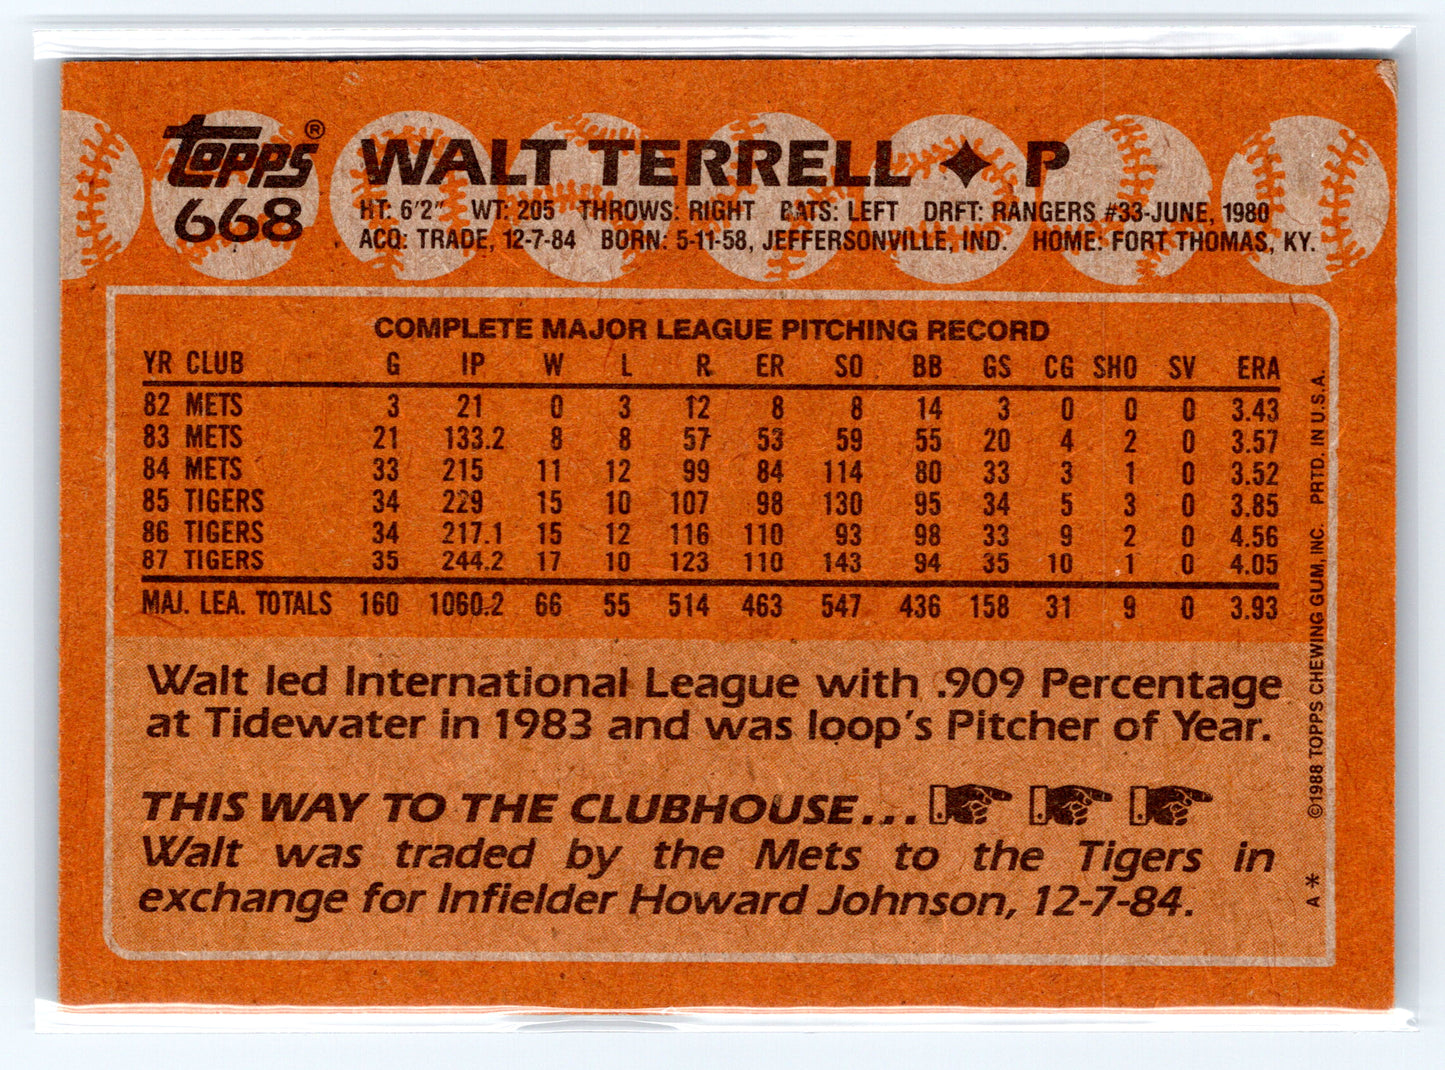 topps®
668
WALT TERRELL ✦ P
HT: 6'2" WT: 205 THROWS: RIGHT BATS: LEFT DRFT: RANGERS #33-JUNE, 1980
ACQ: TRADE, 12-7-84 BORN: 5-11-58, JEFFERSONVILLE, IND. HOME: FORT THOMAS, KY.
COMPLETE MAJOR LEAGUE PITCHING RECORD
YR CLUB G IP W L R ER SO BB GS CG SHO SV ERA
82 METS 3 21 0 3 12 8 8 14 3 0 0 0 3.43
83 METS 21 133.2 8 8 57 53 59 55 20 4 2 0 3.57
84 METS 33 215 11 12 99 84 114 80 33 3 1 0 3.52
85 TIGERS 34 229 15 10 107 98 130 95 34 5 3 0 3.85
86 TIGERS 34 217.1 15 12 116 110 93 98 33 9 2 0 4.56
87 TIGERS 35 244.2 17 10 123 110 143 94 35 10 1 0 4.05
MAJ. LEA. TOTALS 160 1060.2 66 55 514 463 547 436 158 31 9 0 3.93
Walt led International League with .909 Percentage
at Tidewater in 1983 and was loop's Pitcher of Year.
THIS WAY TO THE CLUBHOUSE...
Walt was traded by the Mets to the Tigers in
exchange for Infielder Howard Johnson, 12-7-84.
A* ©1988 TOPPS CHEWING GUM, INC. PRTD. IN U.S.A.